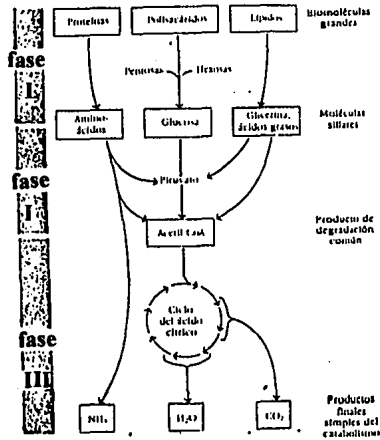 Proteínas
Polisacáridos
Lípidos
Biomoléculas
grandes
fase
I
Pentosas
Hexosas
Amino-
ácidos
Glucosa
Glicerina,
ácidos grasos
Moléculas
sillares
fase
I
Piruvato
Acetil CoA
Producto de
degradación
común
Ciclo
del ácido
cítrico
fase
III
NH₃
H₂O
CO₂
Productos
finales
simples del
catabolismo